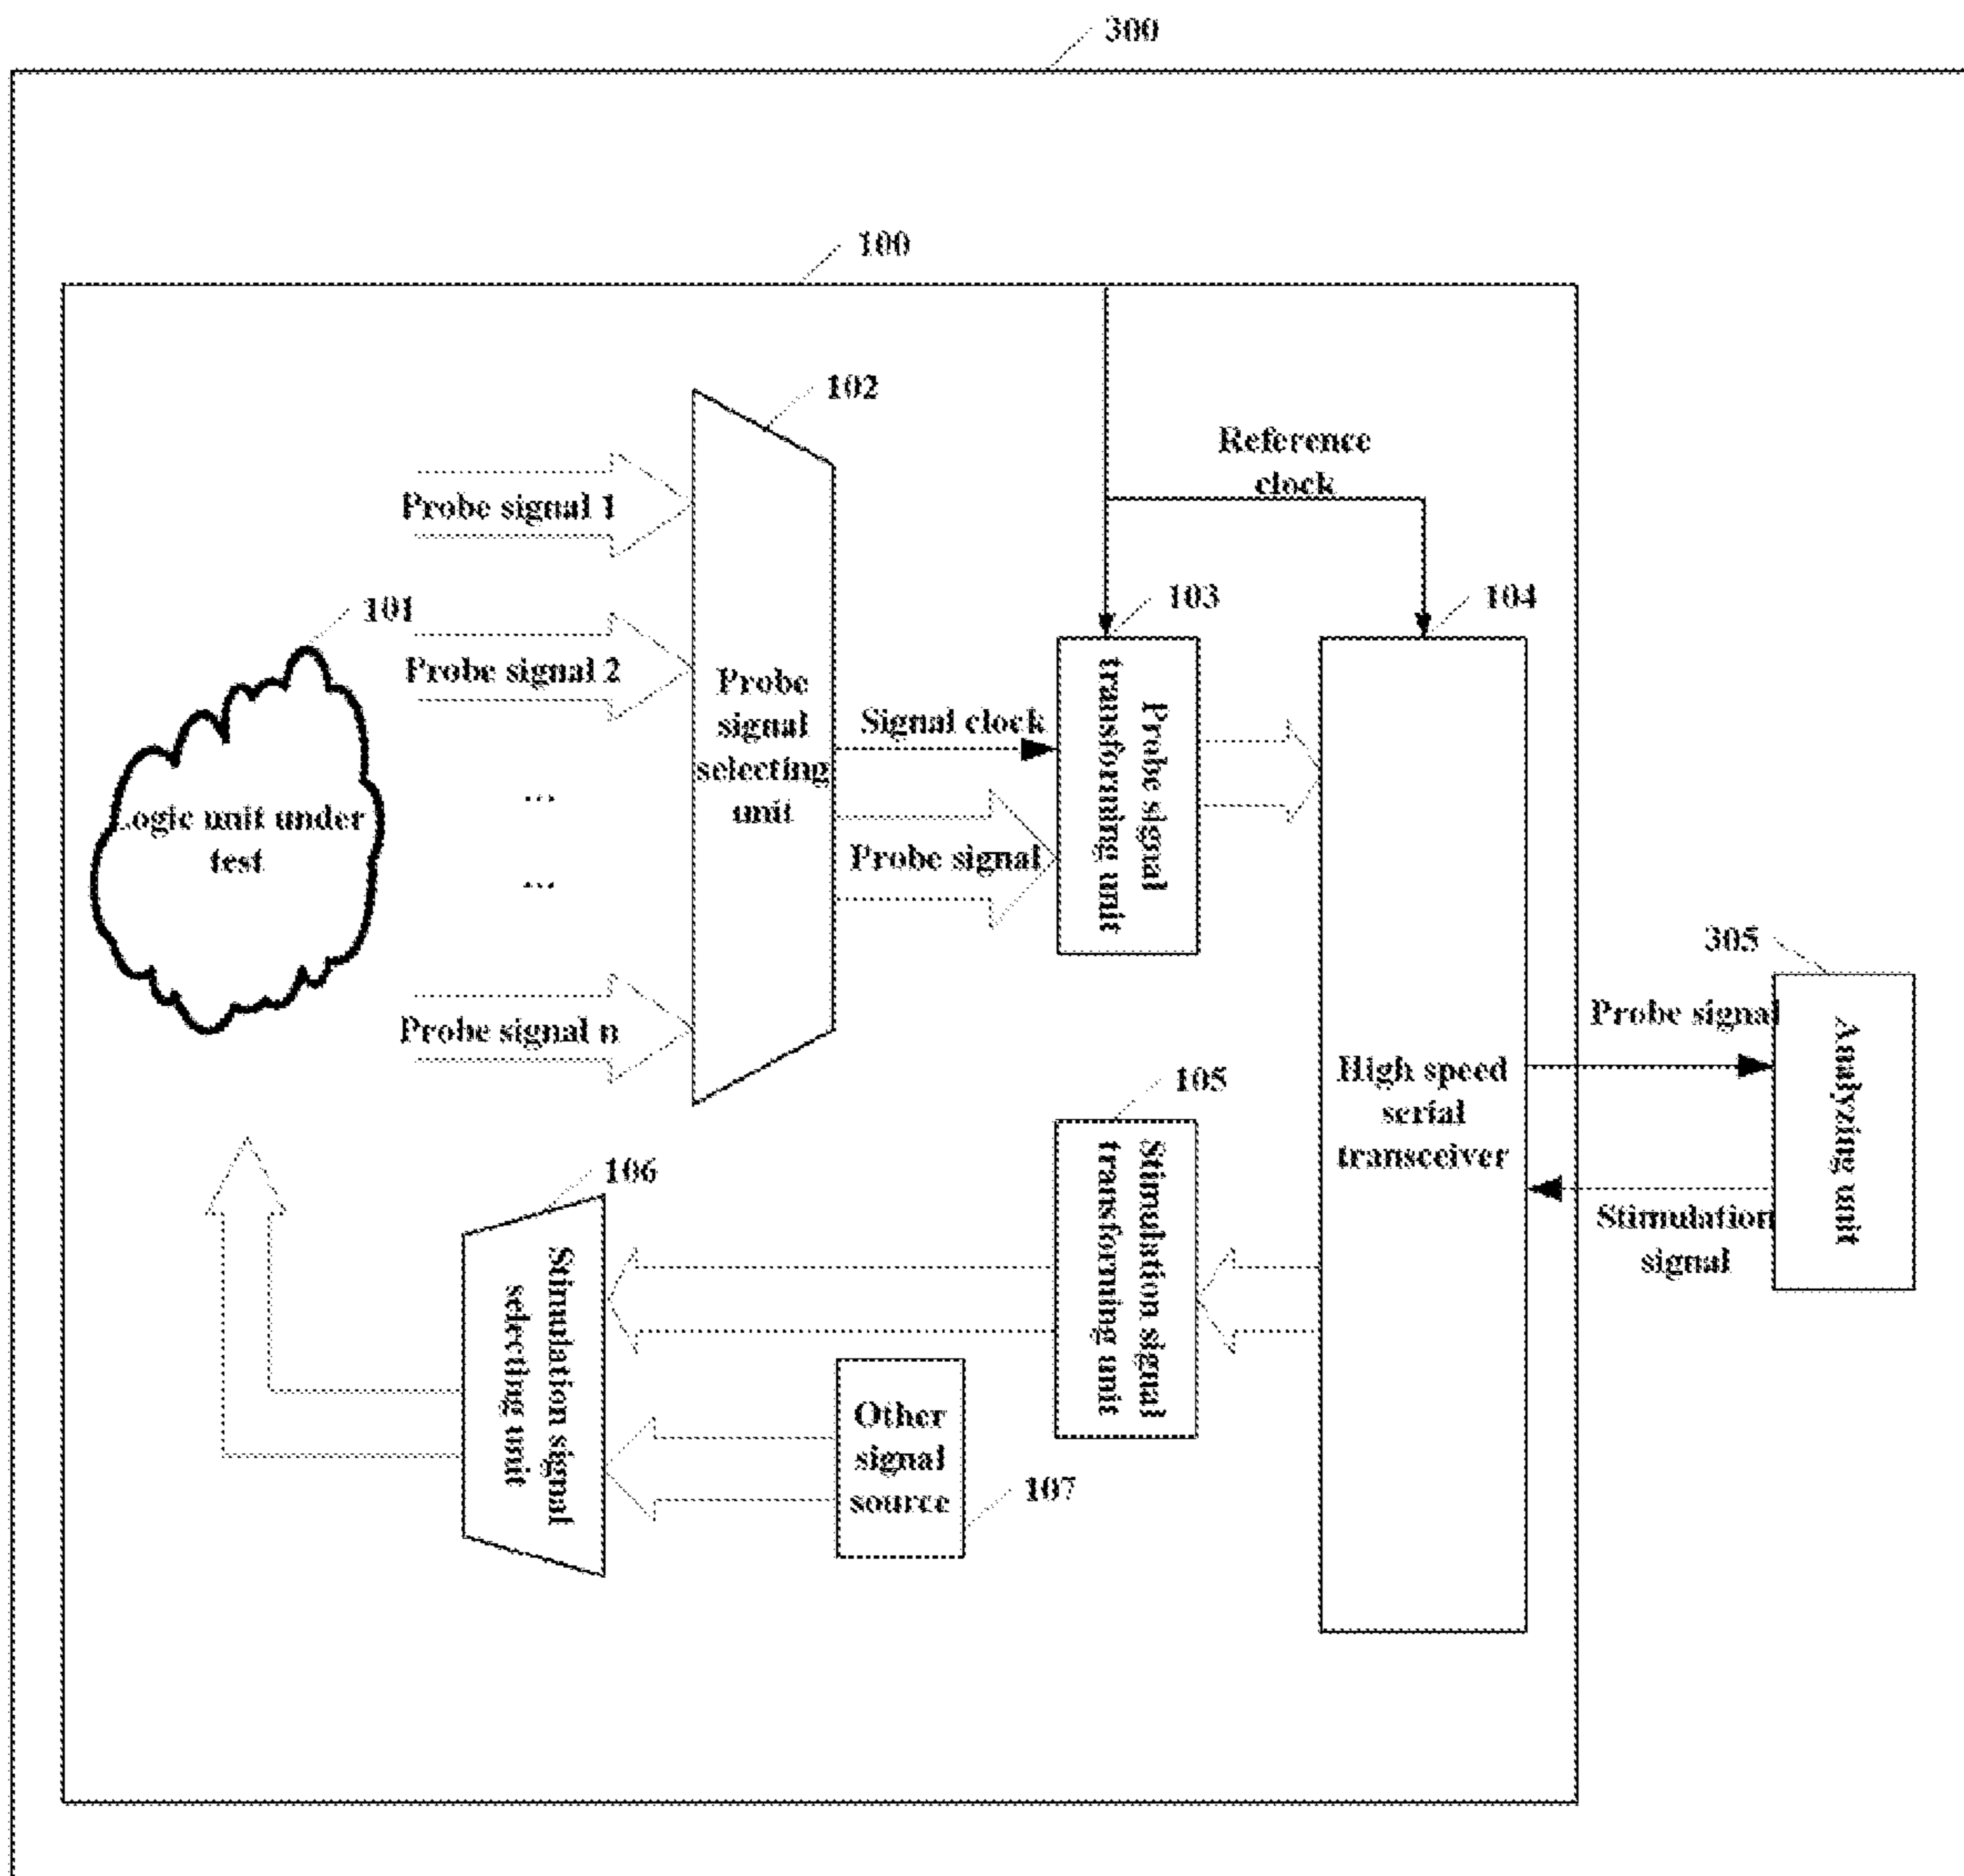 300
100
102
Reference
clock
Probe signal 1
101
103
104
Probe signal 2
Probe
signal
selecting
unit
Signal clock
Probe signal
transforming unit
Logic unit under
test
...
...
Probe signal
305
Probe signal n
Probe signal
Analyzing unit
High speed
serial
transceiver
105
Stimulation signal
transforming unit
106
Stimulation
signal
Stimulation signal
selecting unit
Other
signal
source
107